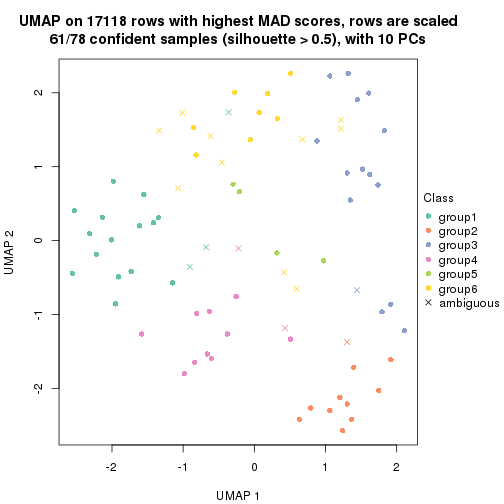 UMAP on 17118 rows with highest MAD scores, rows are scaled
61/78 confident samples (silhouette > 0.5), with 10 PCs
2
1
0
-1
-2
UMAP 2
-2
-1
0
1
2
UMAP 1
Class
group1
group2
group3
group4
group5
group6
ambiguous